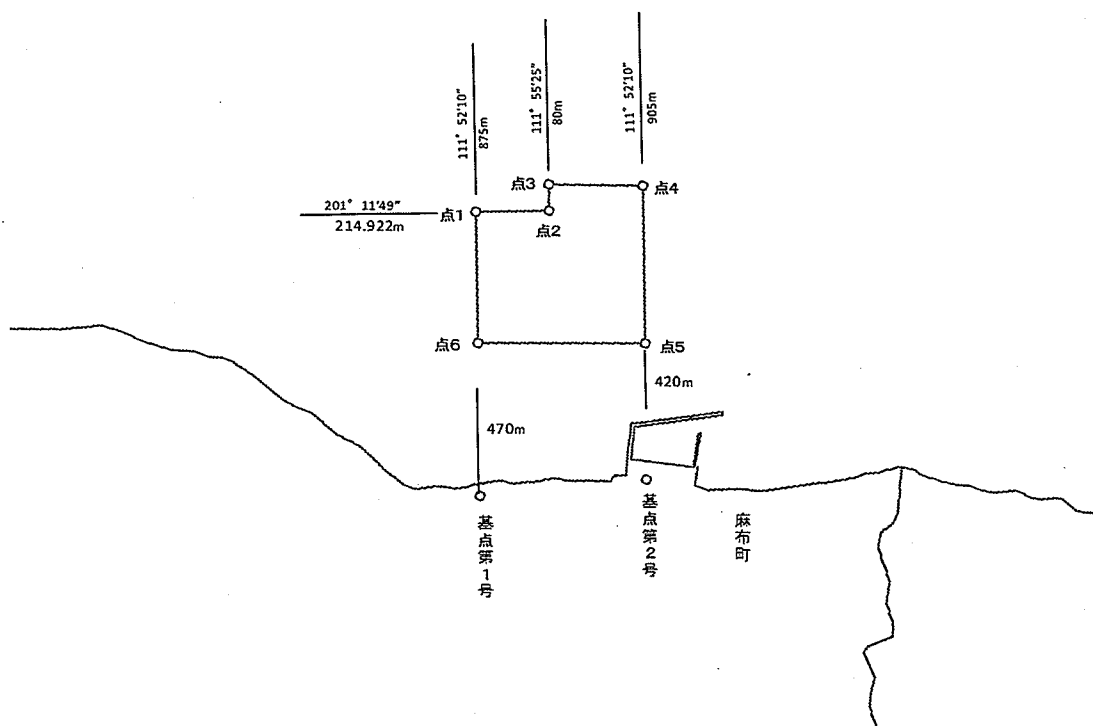 111° 52'10"
875m
111° 55'25"
80m
111° 52'10"
905m
点3
点4
201° 11'49"
214.922m
点1
点2
点6
点5
420m
470m
基点第1号
基点第2号
麻布町